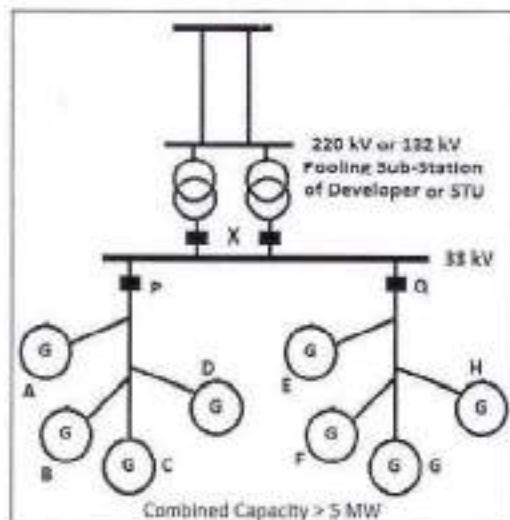 220 kV or 132 kV
Pooling Sub-Station
of Developer or STU
X
33 kV
P
Q
G
A
D
G
G
B
G
C
E
G
H
G
G
F
G
G
Combined Capacity > 5 MW